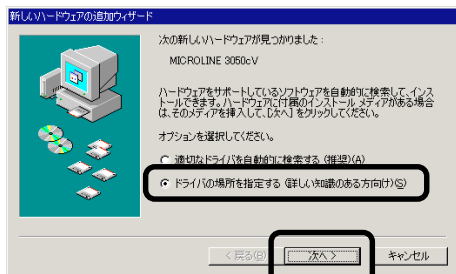 新しいハードウェアの追加ウィザード
次の新しいハードウェアが見つかりました：
MICROLINE 3050cV
ハードウェアをサポートしているソフトウェアを自動的に検索して、インス
トールできます。ハードウェアに付属のインストール メディアがある場合
は、そのメディアを挿入して、[次へ] をクリックしてください。
オプションを選択してください。
適切なドライバを自動的に検索する (推奨)(A)
ドライバの場所を指定する (詳しい知識のある方向け)(S)
< 戻る(B)
次へ >
キャンセル